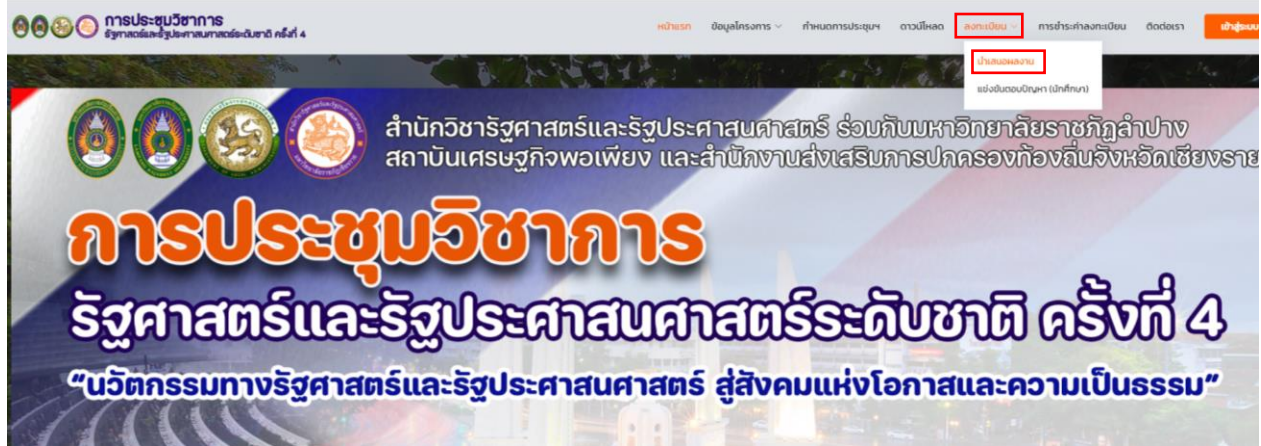 การประชุมวิชาการ
รัฐศาสตร์และรัฐประศาสนศาสตร์ระดับชาติ ครั้งที่ 4
หน้าแรก ข้อมูลโครงการ กำหนดการประชุมฯ ดาวน์โหลด ลงทะเบียน การชำระค่าลงทะเบียน ติดต่อเรา เข้าสู่ระบบ
นำเสนอผลงาน
แข่งขันตอบปัญหา (นักศึกษา)
สำนักวิชารัฐศาสตร์และรัฐประศาสนศาสตร์ ร่วมกับมหาวิทยาลัยราชภัฏลำปาง
สถาบันเศรษฐกิจพอเพียง และสำนักงานส่งเสริมการปกครองท้องถิ่นจังหวัดเชียงราย
การประชุมวิชาการ
รัฐศาสตร์และรัฐประศาสนศาสตร์ระดับชาติ ครั้งที่ 4
“นวัตกรรมทางรัฐศาสตร์และรัฐประศาสนศาสตร์ สู่สังคมแห่งโอกาสและความเป็นธรรม”